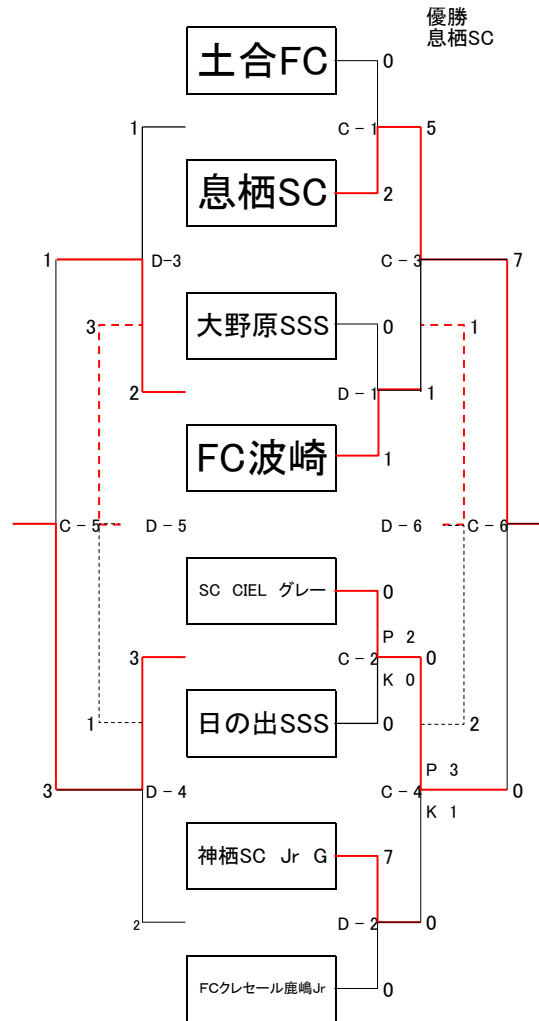 優勝
息栖SC
土合FC
0
1
C-1
5
息栖SC
2
1
D-3
C-3
7
3
大野原SSS
0
1
2
D-1
1
FC波崎
1
C-5
D-5
D-6
C-6
SC CIEL グレー
0
P 2
3
C-2
0
K 0
1
日の出SSS
0
2
P 3
3
D-4
C-4
0
K 1
神栖SC Jr G
7
2
D-2
0
FCクレセール鹿嶋Jr
0